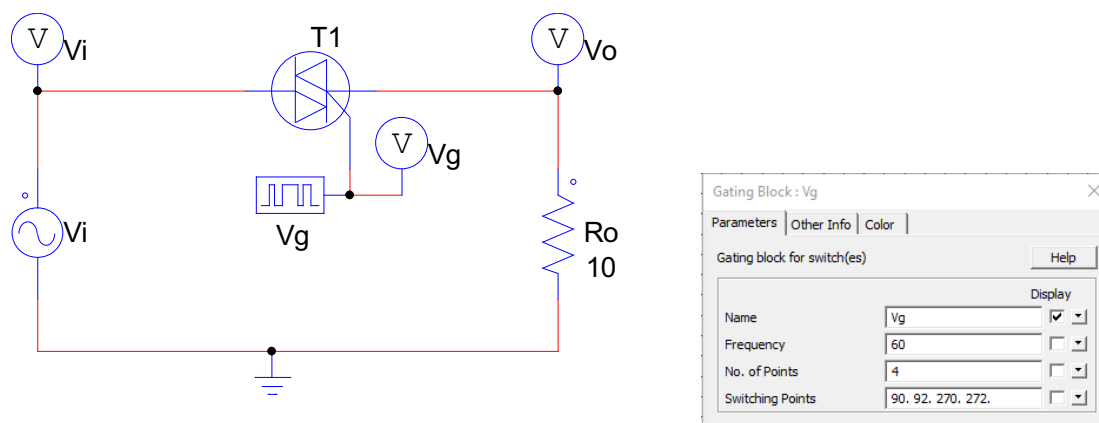 V
Vi
T1
V
Vo
V
Vg
Vi
Vg
Ro
10
Gating Block : Vg
Parameters
Other Info
Color
Gating block for switch(es)
Help
Display
Name
Vg
Frequency
60
No. of Points
4
Switching Points
90. 92. 270. 272.